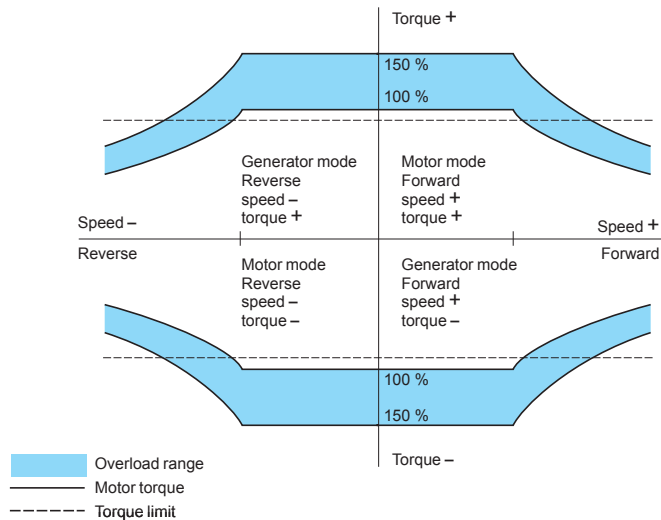 Torque +
150 %
100 %
Generator mode
Reverse
speed –
torque +
Motor mode
Forward
speed +
torque +
Speed –
Speed +
Reverse
Forward
Motor mode
Reverse
speed –
torque –
Generator mode
Forward
speed +
torque –
100 %
150 %
Torque –
Overload range
Motor torque
Torque limit